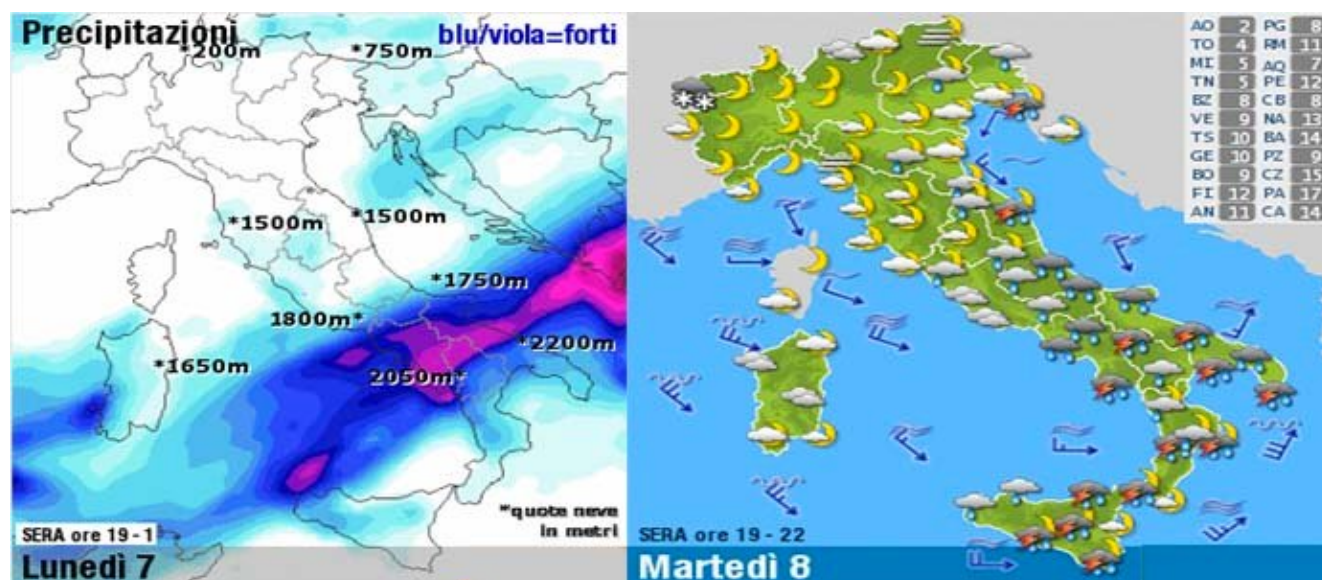 Precipitazioni
blu/viola=forti
*200m
*750m
*1500m
*1500m
*1750m
1800m*
*2200m
*1650m
2050m*
*quote neve
in metri
SERA ore 19 - 1
Lunedì 7
AO 2 PG 8
TO 4 RM 11
MI 5 AQ 7
TN 5 PE 12
BZ 8 CB 8
VE 9 NA 13
TS 10 BA 14
GE 10 PZ 9
BO 9 CZ 15
FI 12 PA 17
AN 11 CA 14
SERA ore 19 - 22
Martedì 8